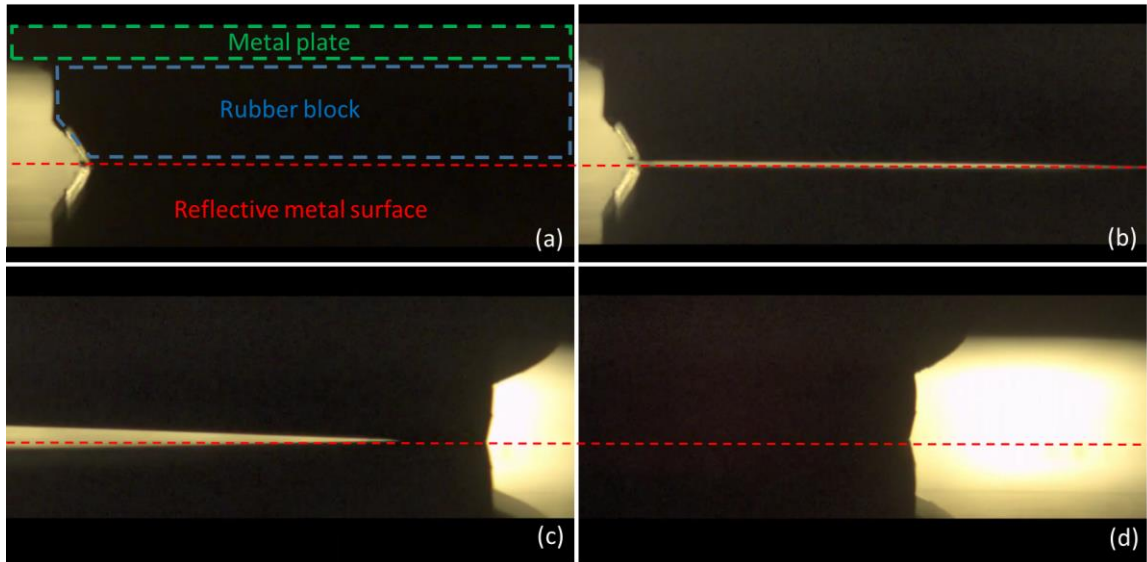 Metal plate
Rubber block
Reflective metal surface
(a)
(b)
(c)
(d)